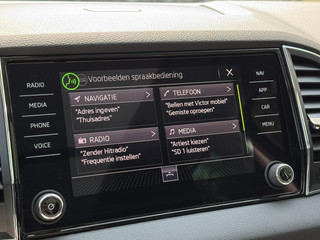 Voorbeelden spraakbediening
RADIO
MEDIA
PHONE
VOICE
NAVIGATIE
"Adres ingeven"
"Thuisadres"
TELEFOON
"Bellen met Victor mobiel"
"Gemiste oproepen"
RADIO
"Zender Hitradio"
"Frequentie instellen"
MEDIA
"Artiest kiezen"
"SD 1 luisteren"
NAV
APP
CAR
MENU